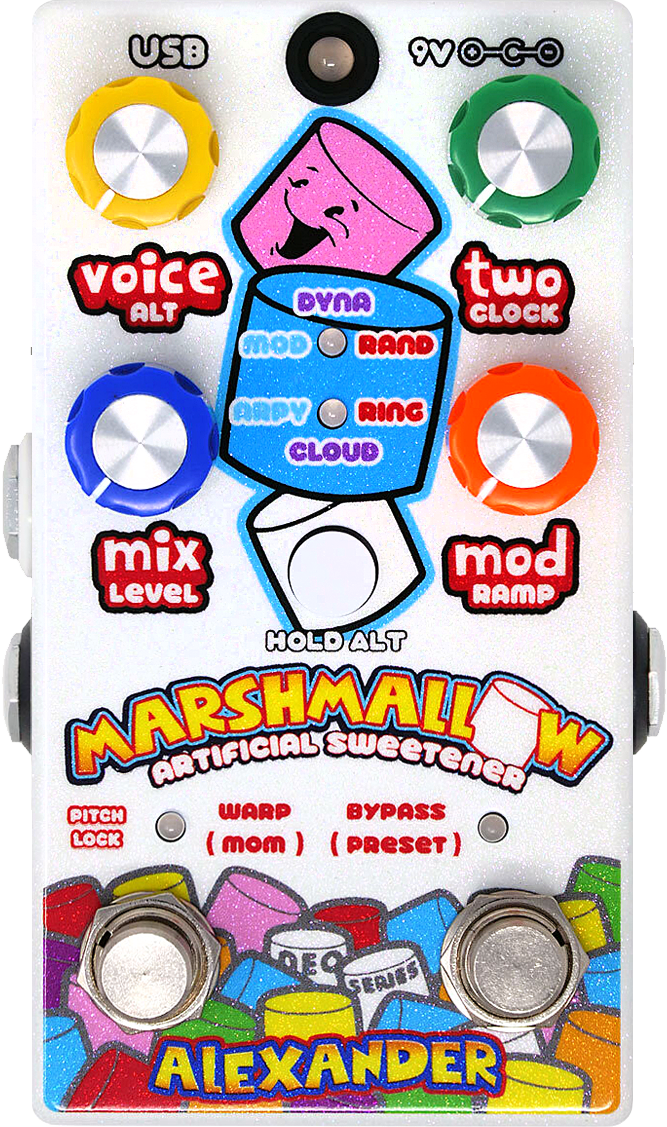 USB
9V
voice
ALT
two
CLOCK
DYNA
MOD RAND
ARPY RING
CLOUD
mix
LEVEL
mod
RAMP
HOLD ALT
MARSHMALLOW
ARTIFICIAL SWEETENER
PITCH
LOCK
WARP
(MOM)
BYPASS
(PRESET)
NEO
SERIES
ALEXANDER